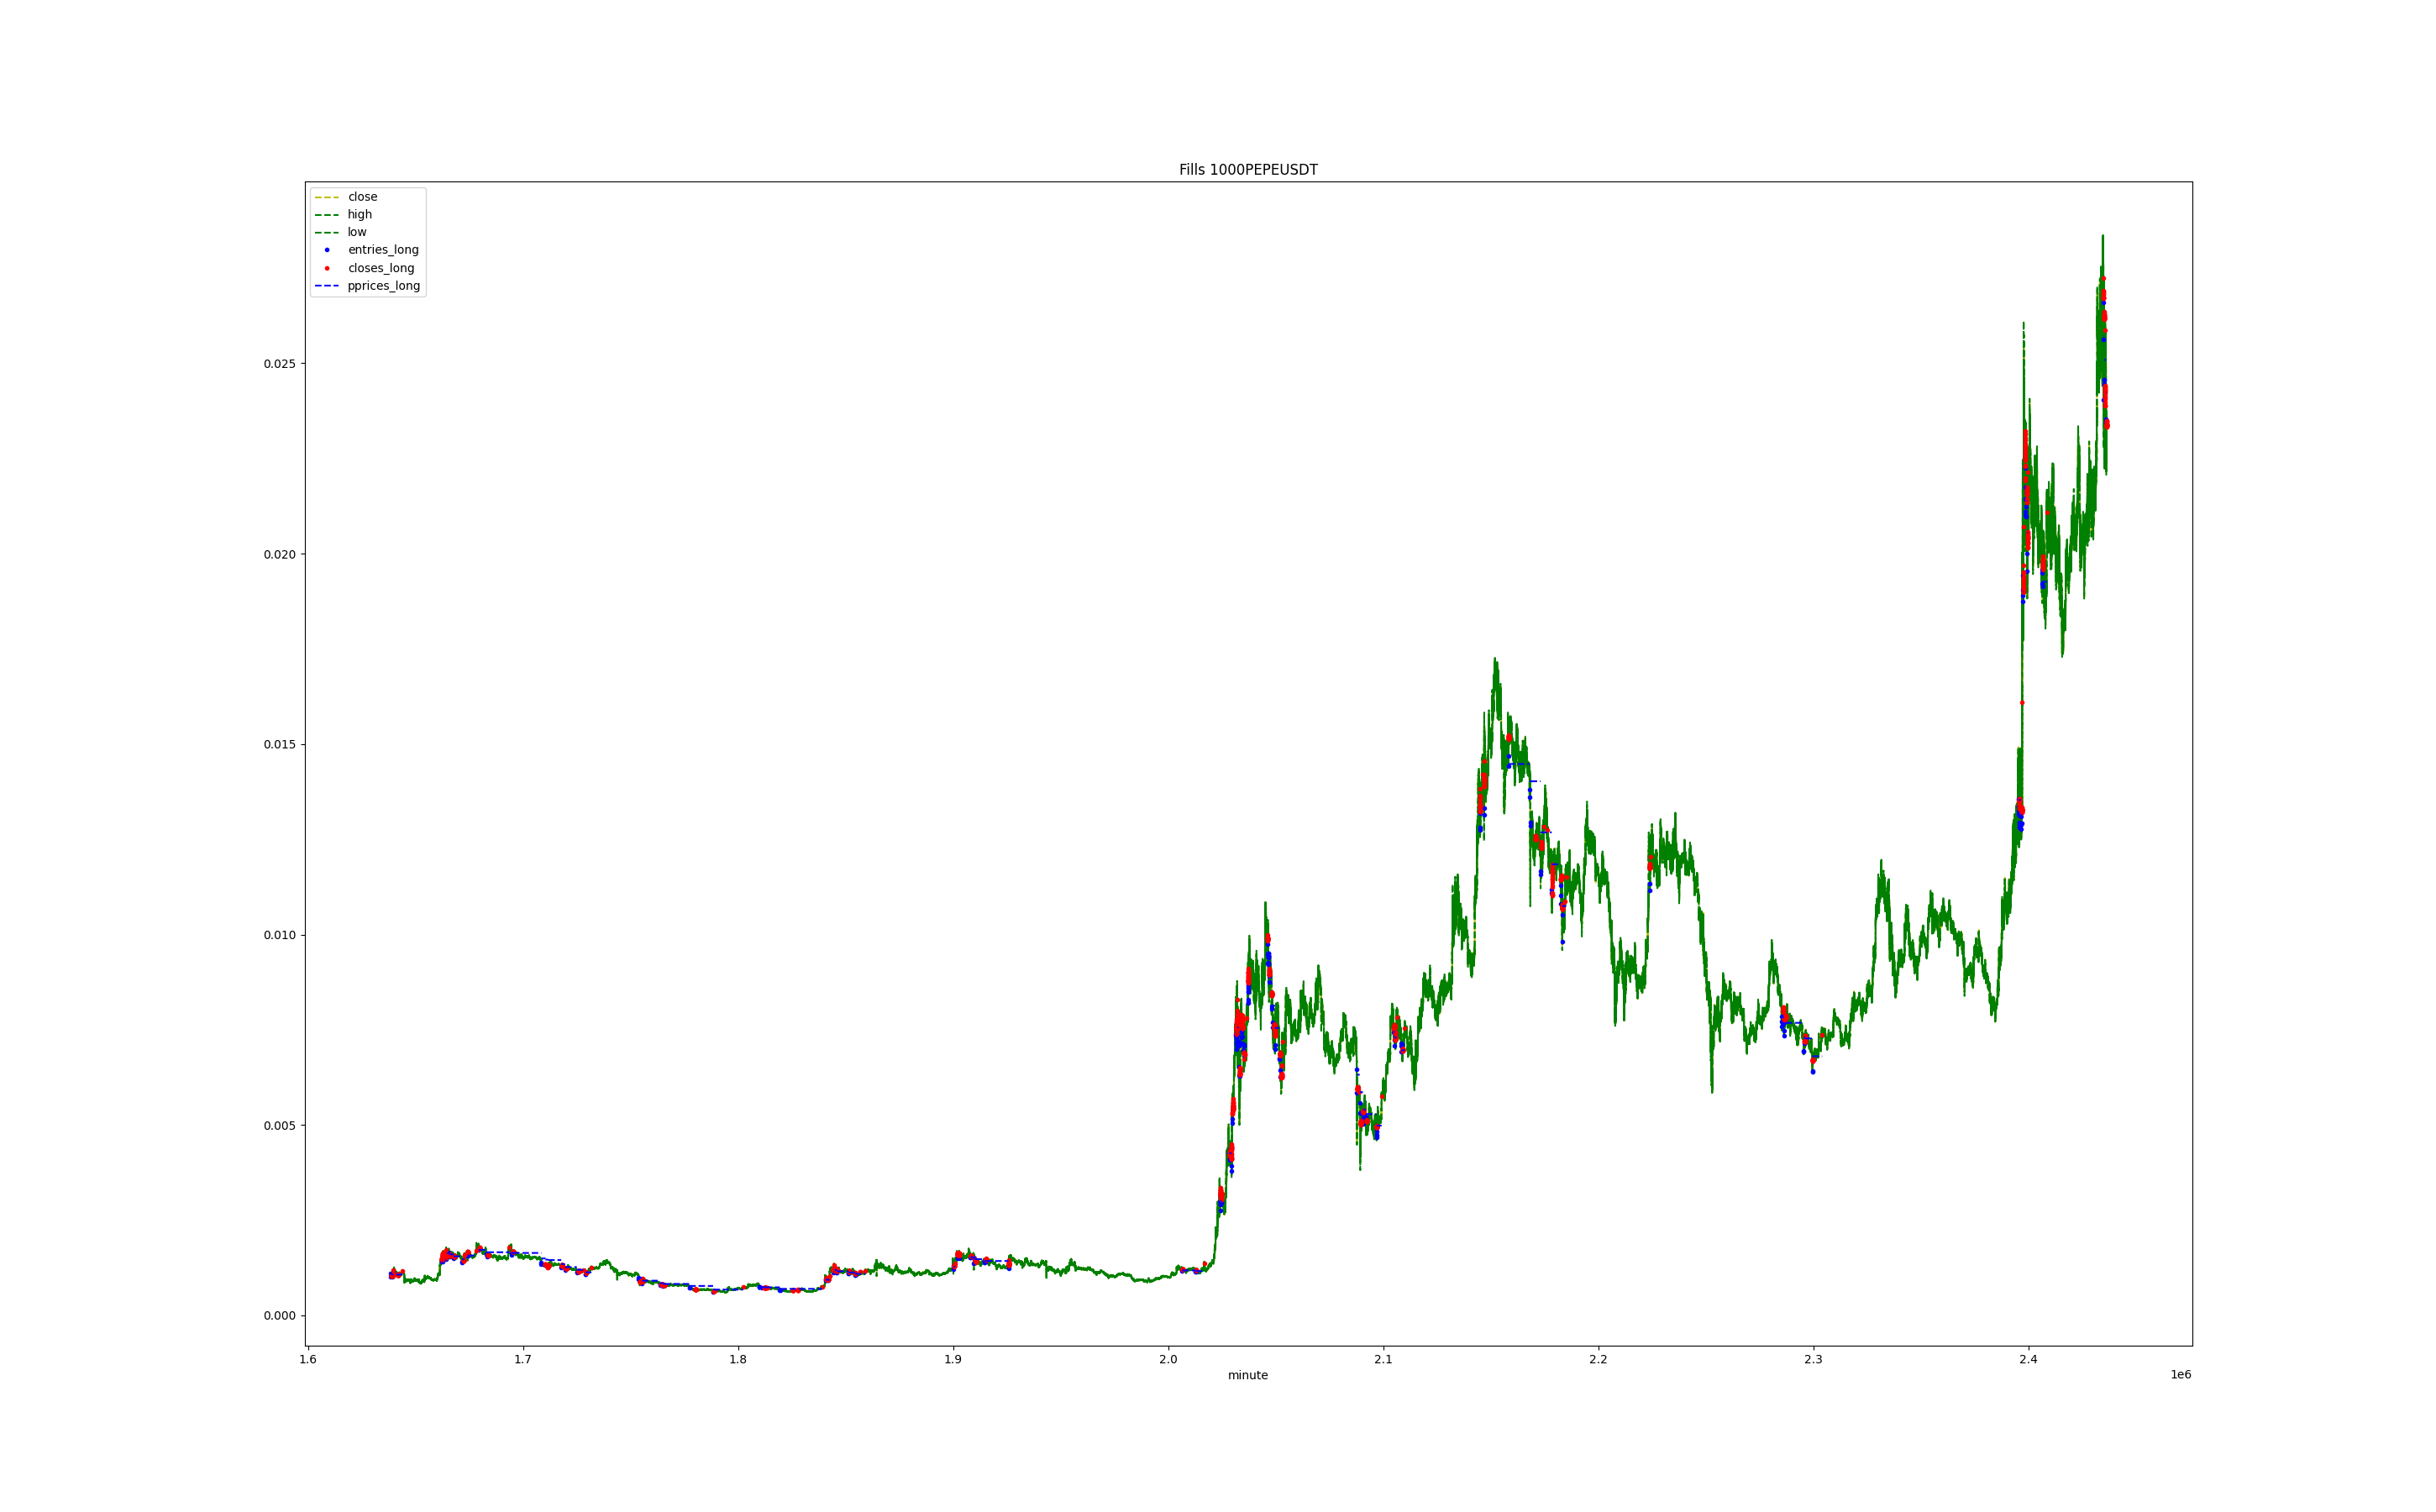 Fills 1000PEPEUSDT
close
high
low
entries_long
closes_long
pprices_long
0.025
0.020
0.015
0.010
0.005
0.000
1.6 1.7 1.8 1.9 2.0 2.1 2.2 2.3 2.4
minute 1e6